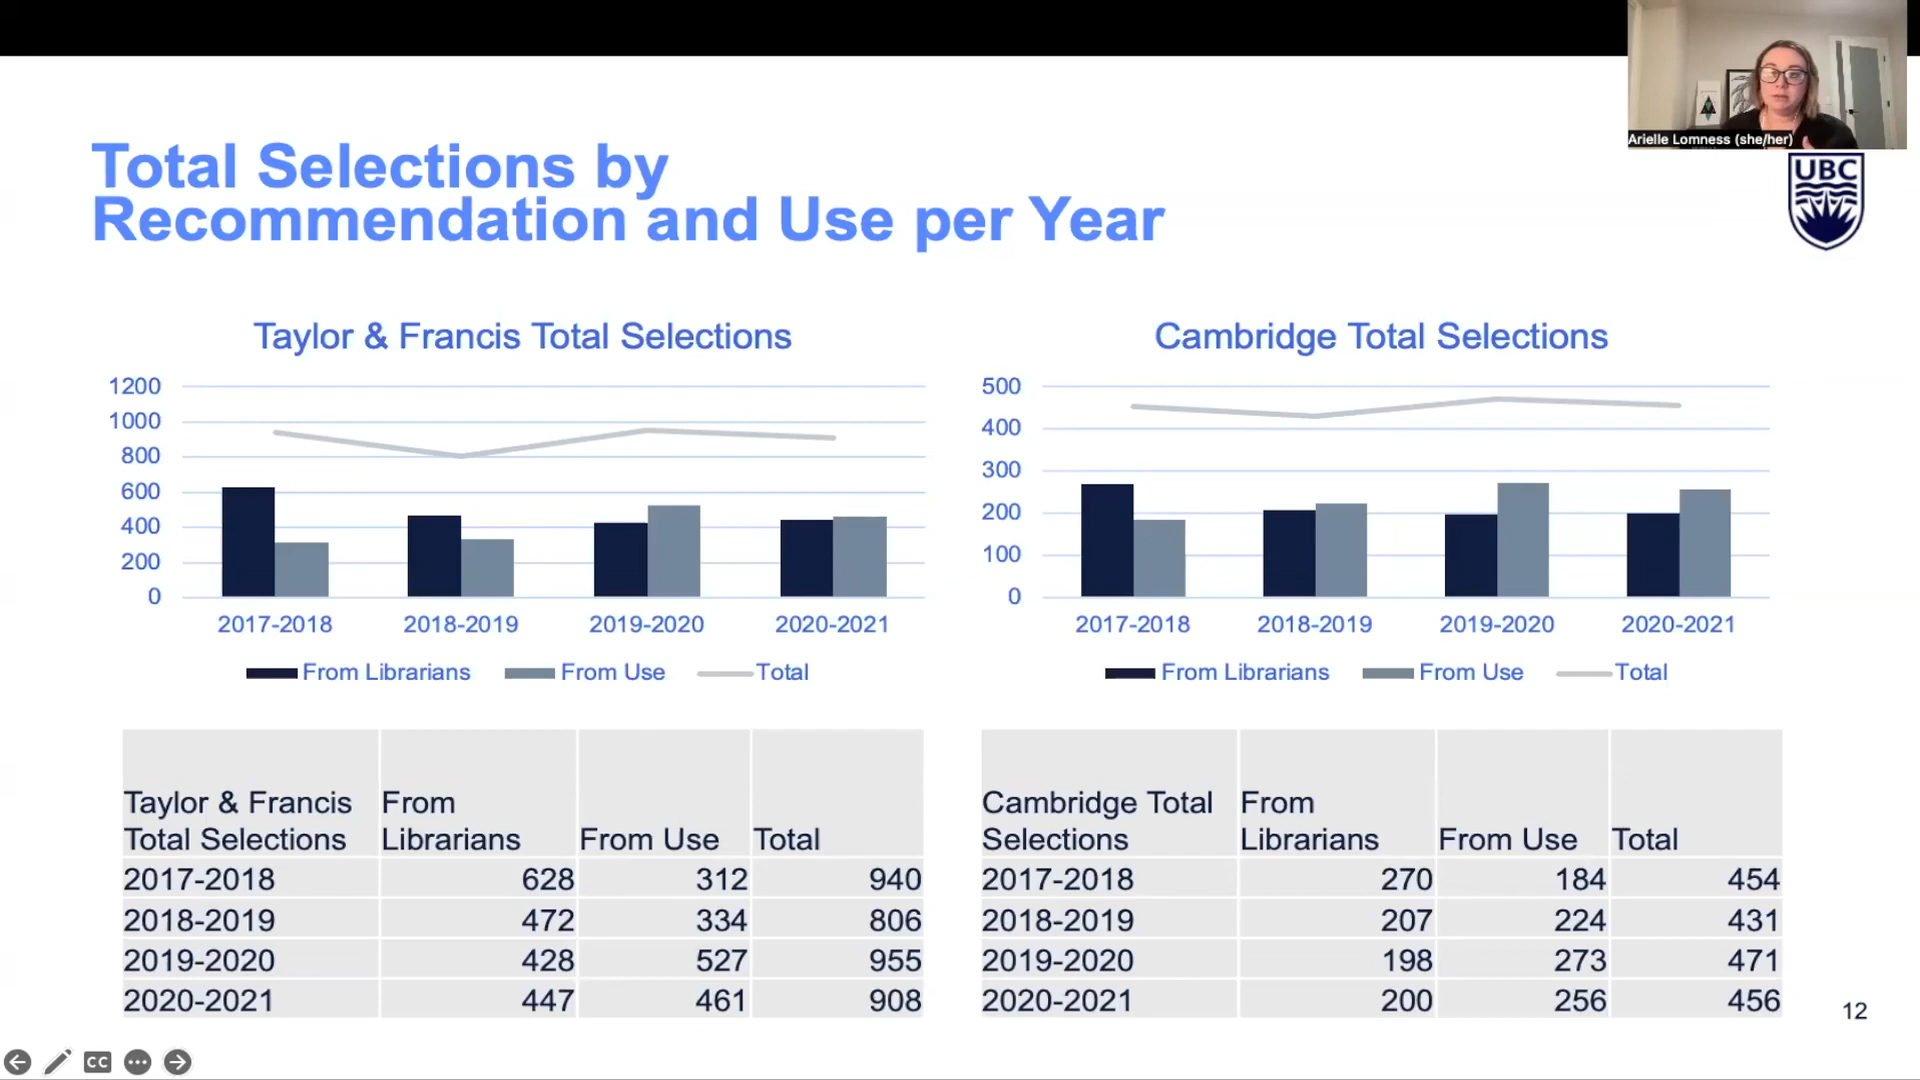 Arielle Lomness (she/her)
UBC
Total Selections by
Recommendation and Use per Year
Taylor & Francis Total Selections
1200
1000
800
600
400
200
0
2017-2018 2018-2019 2019-2020 2020-2021
From Librarians From Use Total
Cambridge Total Selections
500
400
300
200
100
0
2017-2018 2018-2019 2019-2020 2020-2021
From Librarians From Use Total
Taylor & Francis
Total Selections
From
Librarians
From Use
Total
2017-2018 628 312 940
2018-2019 472 334 806
2019-2020 428 527 955
2020-2021 447 461 908
Cambridge Total
Selections
From
Librarians
From Use
Total
2017-2018 270 184 454
2018-2019 207 224 431
2019-2020 198 273 471
2020-2021 200 256 456
12
CC